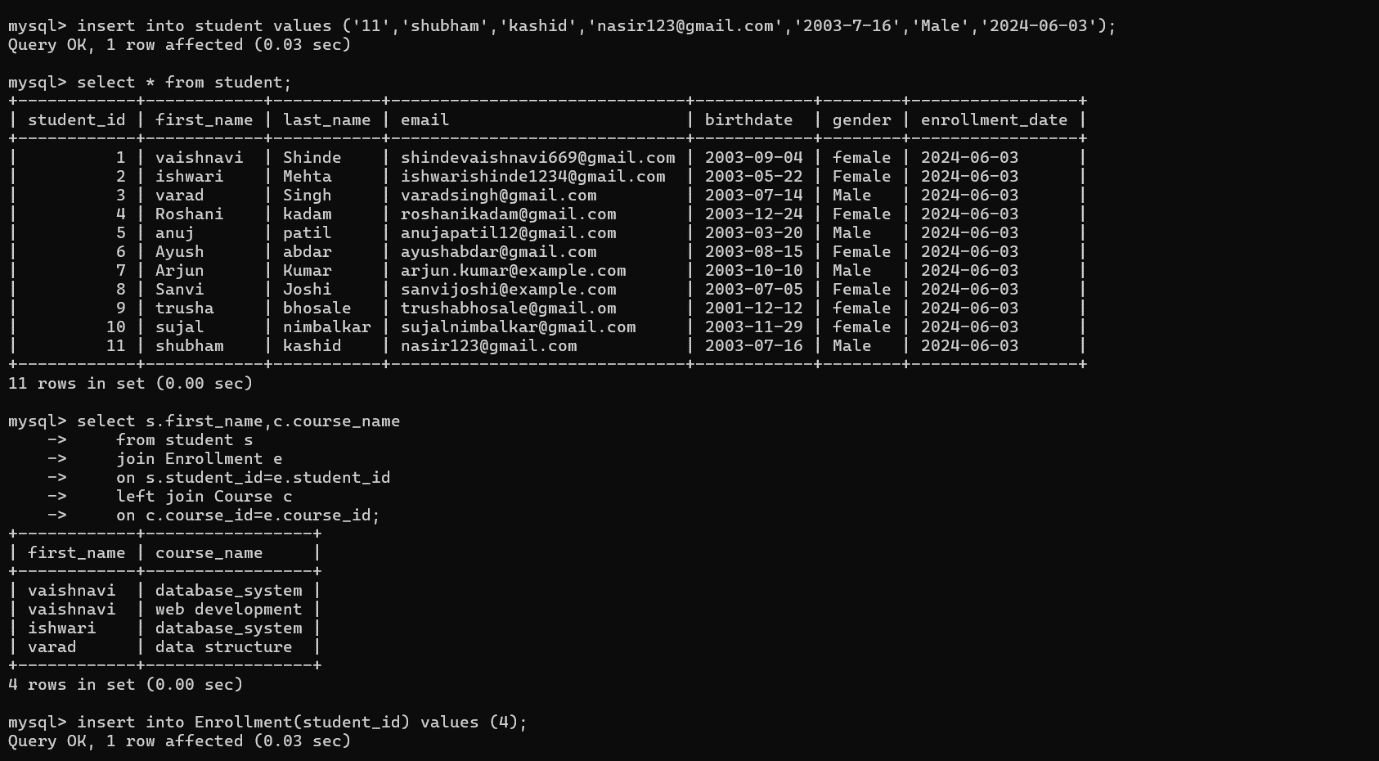 mysql> insert into student values ('11','shubham','kashid','nasir123@gmail.com','2003-7-16','Male','2024-06-03');
Query OK, 1 row affected (0.03 sec)

mysql> select * from student;
+------------+------------+-----------+------------------------------+------------+--------+-----------------+
| student_id | first_name | last_name | email                        | birthdate  | gender | enrollment_date |
+------------+------------+-----------+------------------------------+------------+--------+-----------------+
|          1 | vaishnavi  | Shinde    | shindevaishnavi669@gmail.com | 2003-09-04 | female | 2024-06-03      |
|          2 | ishwari    | Mehta     | ishwarishinde1234@gmail.com  | 2003-05-22 | Female | 2024-06-03      |
|          3 | varad      | Singh     | varadsingh@gmail.com         | 2003-07-14 | Male   | 2024-06-03      |
|          4 | Roshani    | kadam     | roshanikadam@gmail.com       | 2003-12-24 | Female | 2024-06-03      |
|          5 | anuj       | patil     | anujapatil12@gmail.com       | 2003-03-20 | Male   | 2024-06-03      |
|          6 | Ayush      | abdar     | ayushabdar@gmail.com         | 2003-08-15 | Female | 2024-06-03      |
|          7 | Arjun      | Kumar     | arjun.kumar@example.com      | 2003-10-10 | Male   | 2024-06-03      |
|          8 | Sanvi      | Joshi     | sanvijoshi@example.com       | 2003-07-05 | Female | 2024-06-03      |
|          9 | trusha     | bhosale   | trushabhosale@gmail.om       | 2001-12-12 | female | 2024-06-03      |
|         10 | sujal      | nimbalkar | sujalnimbalkar@gmail.com     | 2003-11-29 | female | 2024-06-03      |
|         11 | shubham    | kashid    | nasir123@gmail.com           | 2003-07-16 | Male   | 2024-06-03      |
+------------+------------+-----------+------------------------------+------------+--------+-----------------+
11 rows in set (0.00 sec)

mysql> select s.first_name,c.course_name
    ->     from student s
    ->     join Enrollment e
    ->     on s.student_id=e.student_id
    ->     left join Course c
    ->     on c.course_id=e.course_id;
+------------+-----------------+
| first_name | course_name     |
+------------+-----------------+
| vaishnavi  | database_system |
| vaishnavi  | web development |
| ishwari    | database_system |
| varad      | data structure  |
+------------+-----------------+
4 rows in set (0.00 sec)

mysql> insert into Enrollment(student_id) values (4);
Query OK, 1 row affected (0.03 sec)